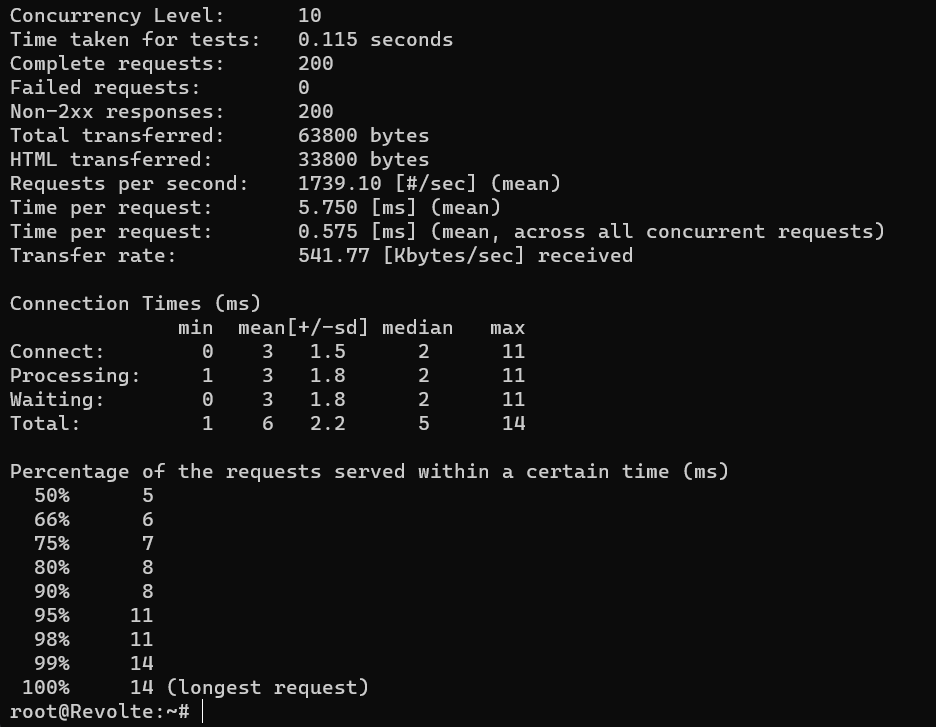 Concurrency Level:      10
Time taken for tests:   0.115 seconds
Complete requests:      200
Failed requests:        0
Non-2xx responses:      200
Total transferred:      63800 bytes
HTML transferred:       33800 bytes
Requests per second:    1739.10 [#/sec] (mean)
Time per request:       5.750 [ms] (mean)
Time per request:       0.575 [ms] (mean, across all concurrent requests)
Transfer rate:          541.77 [Kbytes/sec] received

Connection Times (ms)
              min  mean[+/-sd] median   max
Connect:        0    3   1.5      2      11
Processing:     1    3   1.8      2      11
Waiting:        0    3   1.8      2      11
Total:          1    6   2.2      5      14

Percentage of the requests served within a certain time (ms)
  50%      5
  66%      6
  75%      7
  80%      8
  90%      8
  95%     11
  98%     11
  99%     14
 100%     14 (longest request)
root@Revolte:~#